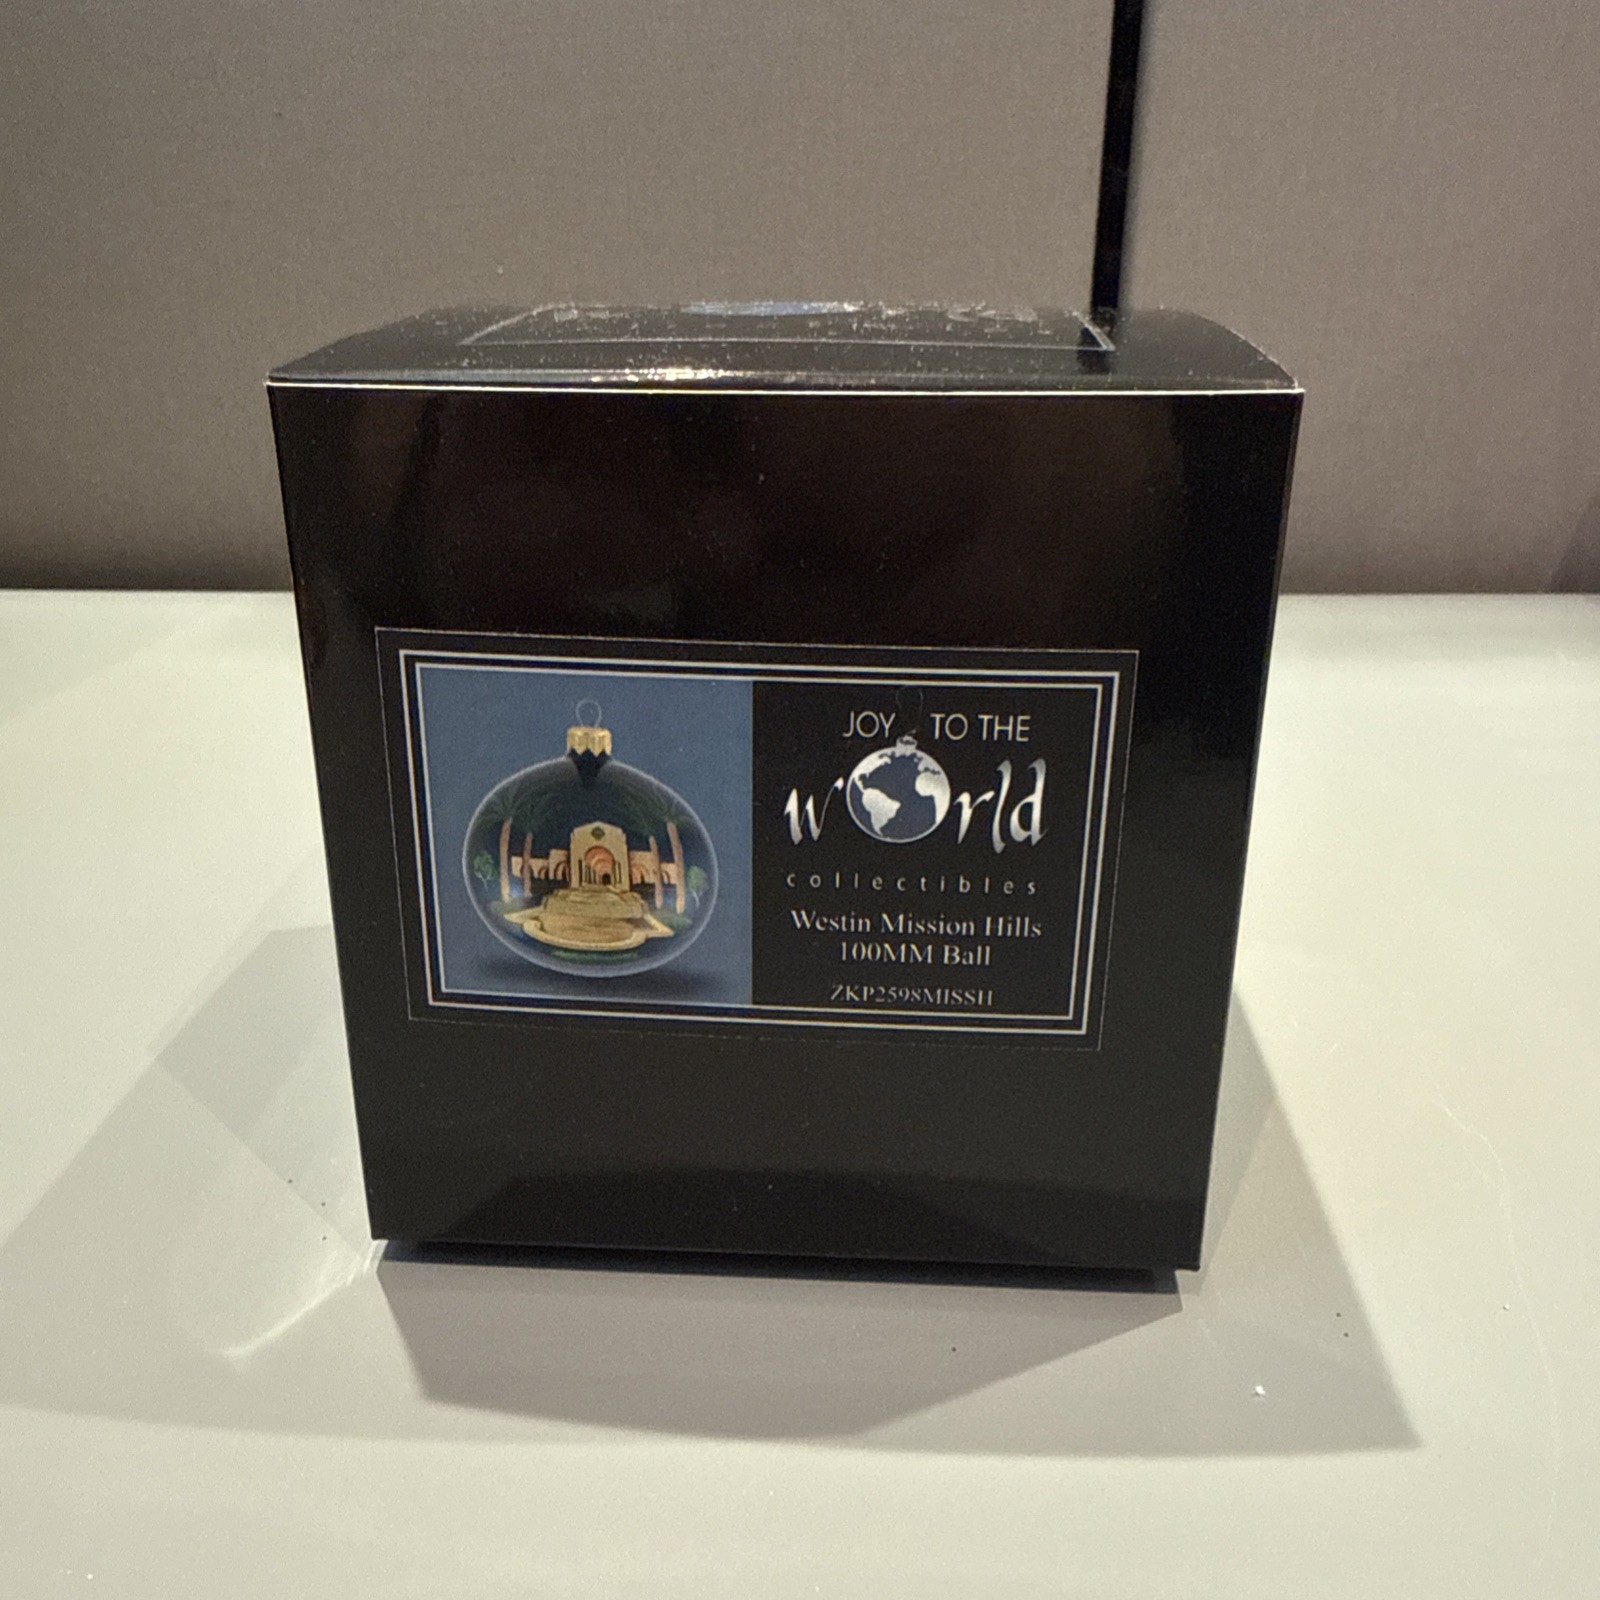 JOY TO THE
world
collectibles
Westin Mission Hills
100MM Ball
ZKP2598MISSH